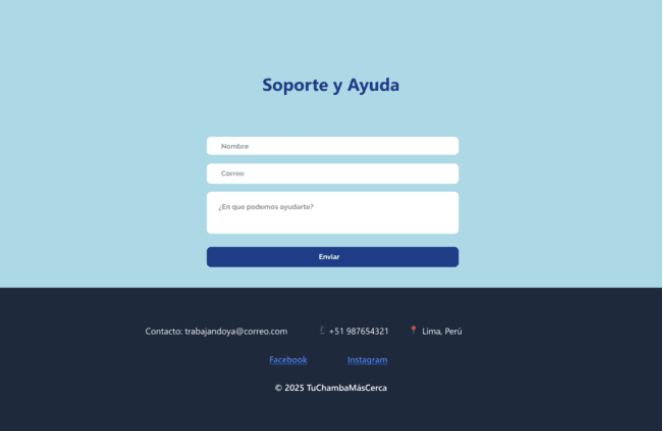 Soporte y Ayuda
Nombre
Correo
¿En que podemos ayudarte?
Enviar
Contacto: trabajandoya@correo.com +51 987654321 Lima, Perú
Facebook Instagram
© 2025 TuChambaMásCerca